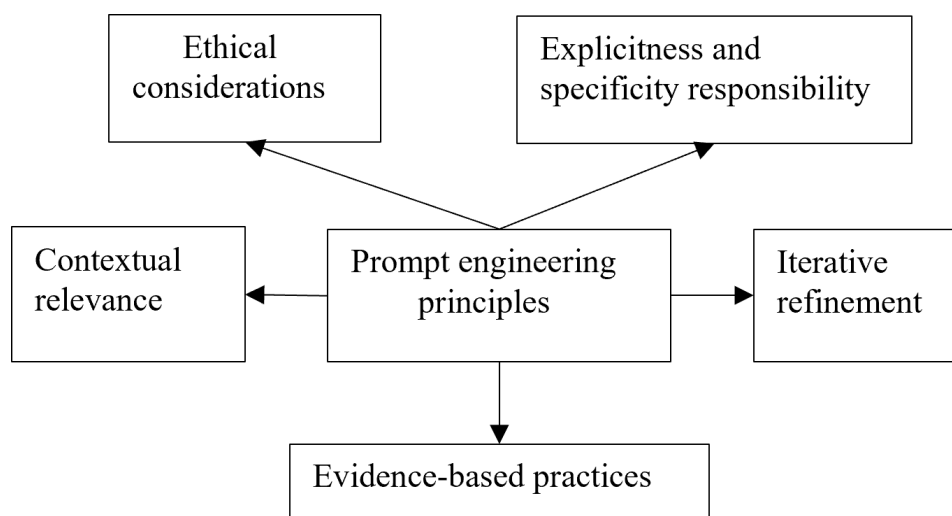 Ethical
considerations
Explicitness and
specificity responsibility
Contextual
relevance
Prompt engineering
principles
Iterative
refinement
Evidence-based practices